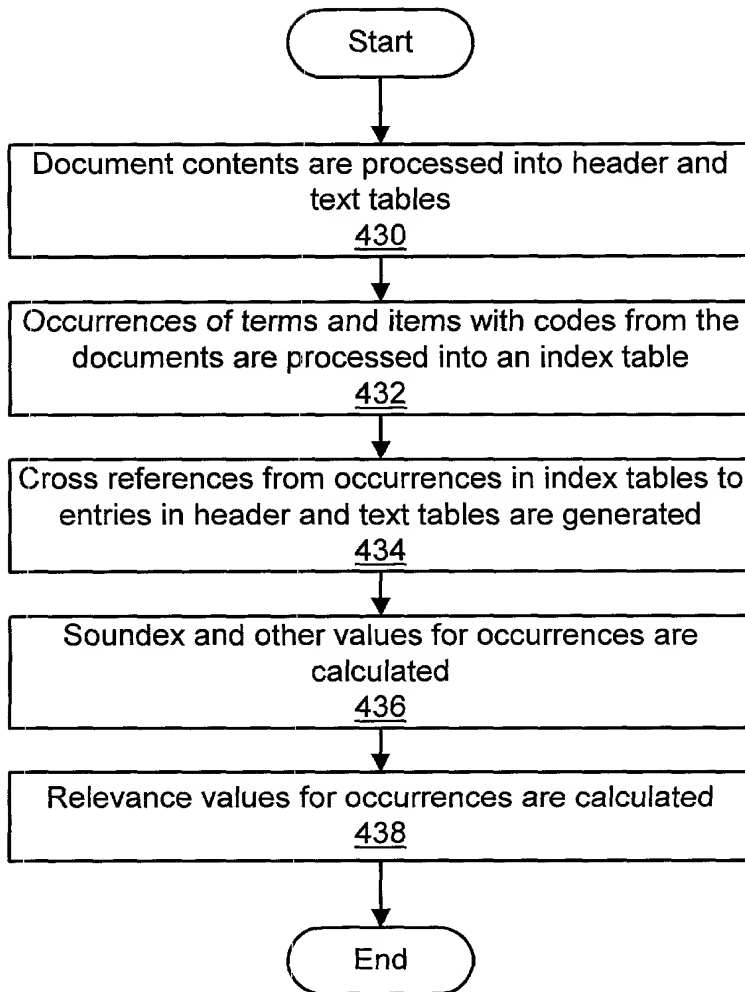 Start
Document contents are processed into header and
text tables
430
Occurrences of terms and items with codes from the
documents are processed into an index table
432
Cross references from occurrences in index tables to
entries in header and text tables are generated
434
Soundex and other values for occurrences are
calculated
436
Relevance values for occurrences are calculated
438
End